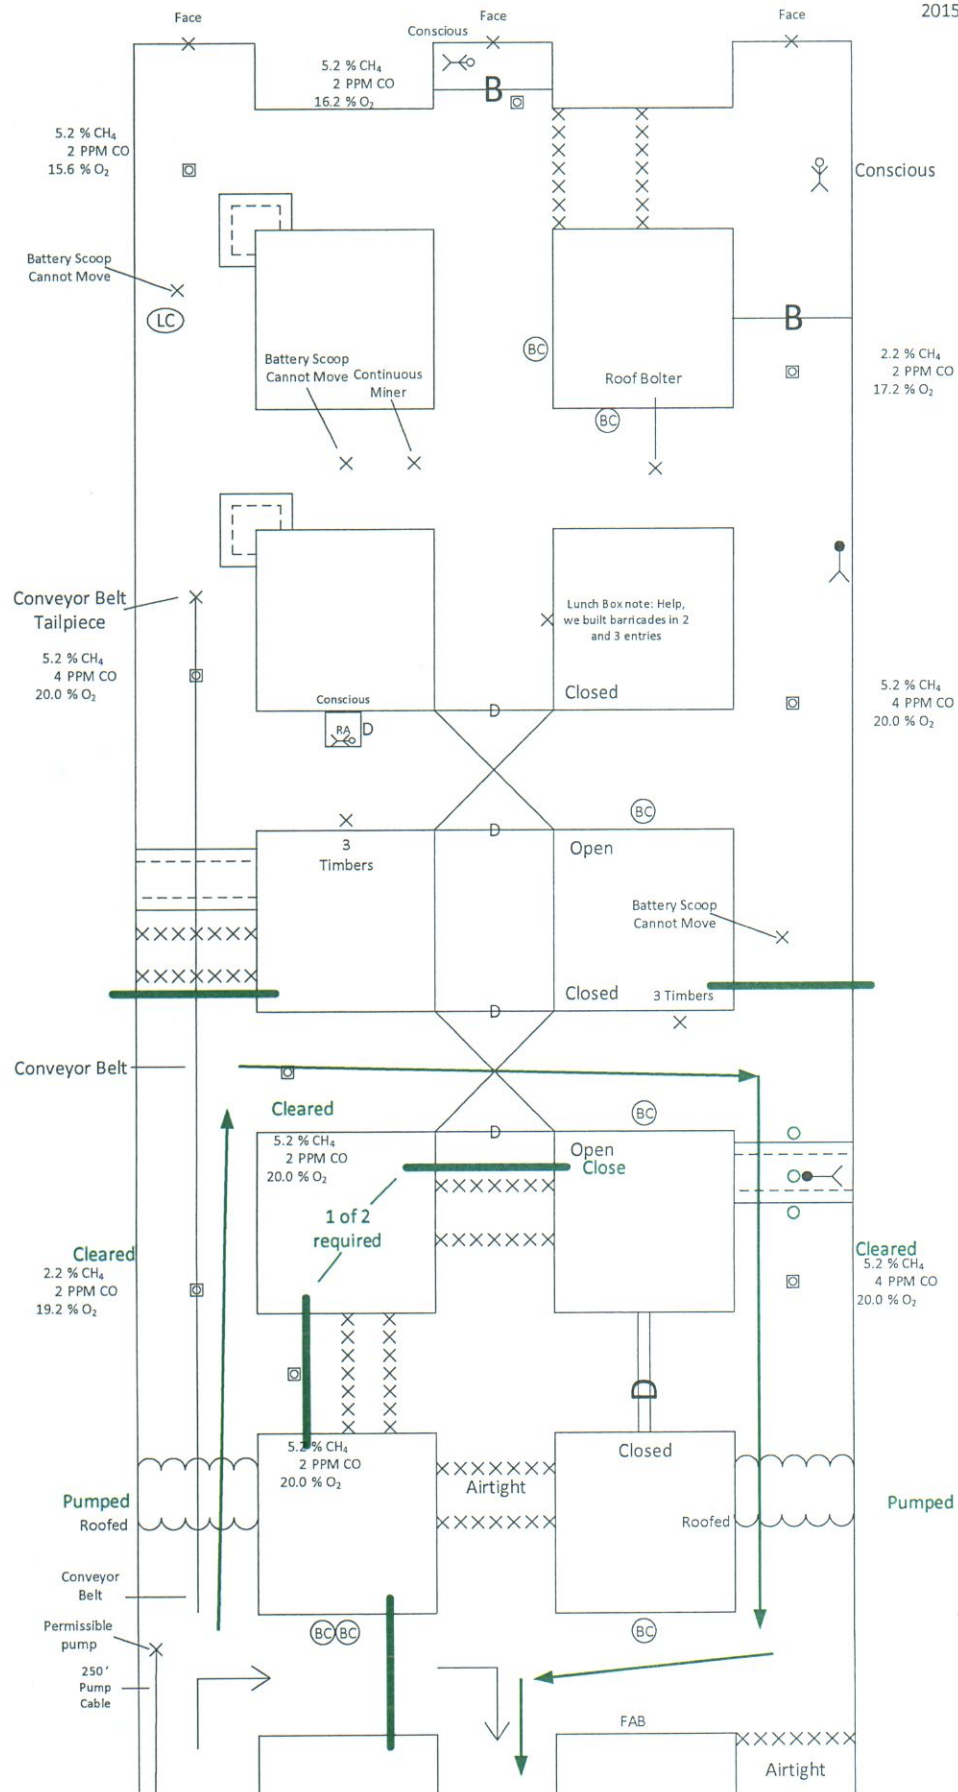 2015
Face
Face
Face
Conscious
5.2 % CH₄
2 PPM CO
16.2 % O₂
B
5.2 % CH₄
2 PPM CO
15.6 % O₂
Conscious
Battery Scoop
Cannot Move
LC
B
BC
2.2 % CH₄
2 PPM CO
17.2 % O₂
Battery Scoop
Cannot Move
Continuous
Miner
Roof Bolter
BC
Conveyor Belt
Tailpiece
Lunch Box note: Help,
we built barricades in 2
and 3 entries
5.2 % CH₄
4 PPM CO
20.0 % O₂
5.2 % CH₄
4 PPM CO
20.0 % O₂
Closed
Conscious
D
RA
D
BC
D
3
Timbers
Open
Battery Scoop
Cannot Move
Closed
3 Timbers
D
Conveyor Belt
Cleared
BC
D
Open
Close
5.2 % CH₄
2 PPM CO
20.0 % O₂
1 of 2
required
Cleared
2.2 % CH₄
2 PPM CO
19.2 % O₂
Cleared
5.2 % CH₄
4 PPM CO
20.0 % O₂
D
5.2 % CH₄
2 PPM CO
20.0 % O₂
Closed
Airtight
Pumped
Roofed
Roofed
Pumped
Conveyor
Belt
BC
BC
BC
Permissible
pump
250'
Pump
Cable
FAB
Airtight